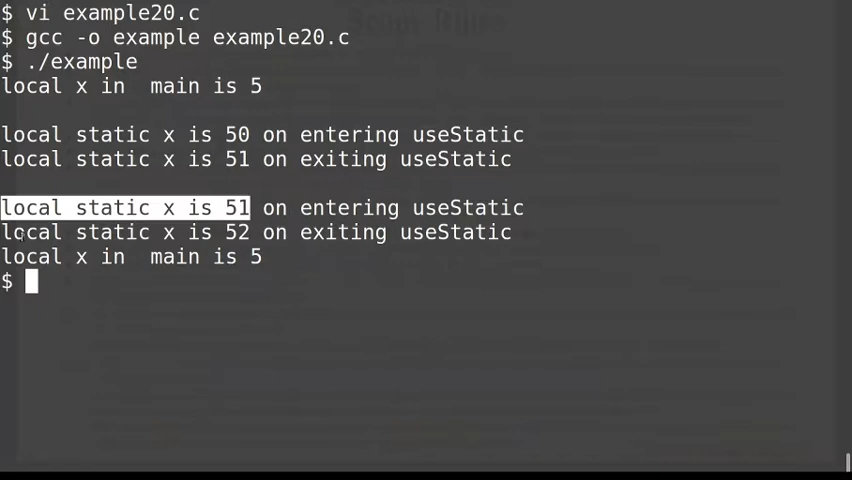 $ vi example20.c
$ gcc -o example example20.c
$ ./example
local x in  main is 5
local static x is 50 on entering useStatic
local static x is 51 on exiting useStatic
local static x is 51 on entering useStatic
local static x is 52 on exiting useStatic
local x in  main is 5
$